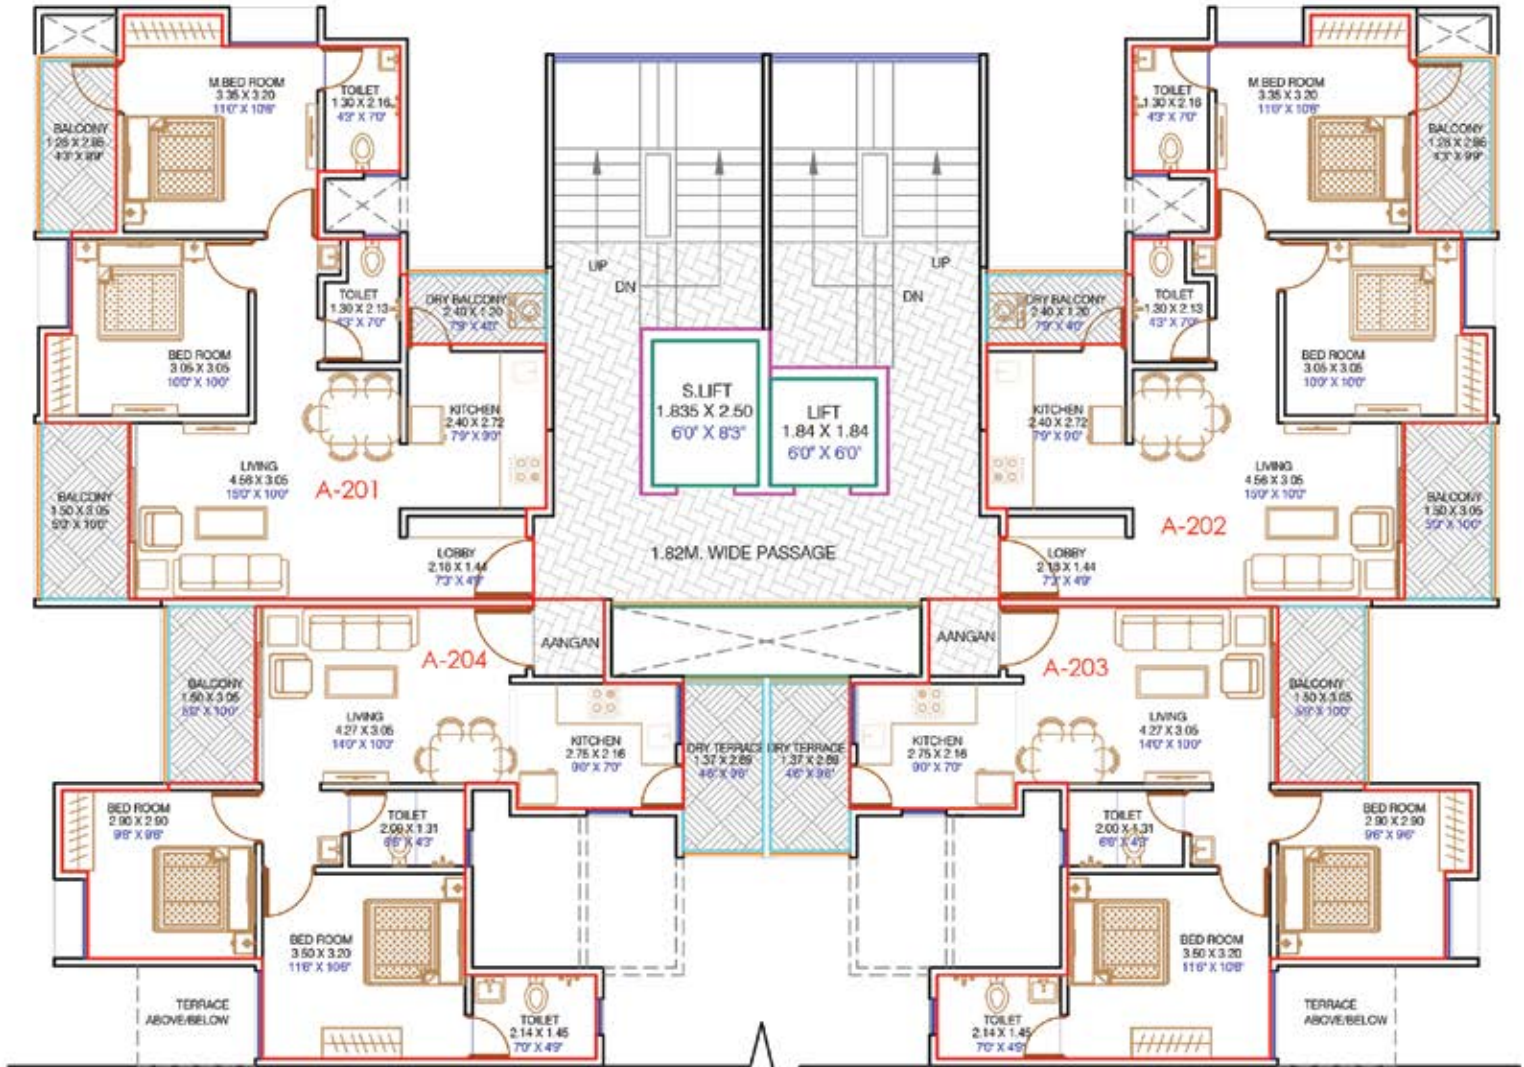 M.BED ROOM
3.35 X 3.20
11'0" X 10'6"
TOILET
1.30 X 2.16
4'3" X 7'0"
BALCONY
1.28 X 2.95
4'3" X 9'9"
BED ROOM
3.05 X 3.05
10'0" X 10'0"
TOILET
1.30 X 2.13
4'3" X 7'0"
DRY BALCONY
2.40 X 1.20
7'9" X 4'0"
KITCHEN
2.40 X 2.72
7'9" X 9'0"
LIVING
4.56 X 3.05
15'0" X 10'0"
A-201
BALCONY
1.50 X 3.05
5'0" X 10'0"
LOBBY
2.18 X 1.44
7'3" X 4'9"
UP
DN
UP
DN
S.LIFT
1.835 X 2.50
6'0" X 8'3"
LIFT
1.84 X 1.84
6'0" X 6'0"
1.82M. WIDE PASSAGE
TOILET
1.30 X 2.16
4'3" X 7'0"
M.BED ROOM
3.35 X 3.20
11'0" X 10'6"
BALCONY
1.28 X 2.95
4'3" X 9'9"
DRY BALCONY
2.40 X 1.20
7'9" X 4'0"
TOILET
1.30 X 2.13
4'3" X 7'0"
BED ROOM
3.05 X 3.05
10'0" X 10'0"
KITCHEN
2.40 X 2.72
7'9" X 9'0"
LIVING
4.56 X 3.05
15'0" X 10'0"
A-202
BALCONY
1.50 X 3.05
5'0" X 10'0"
LOBBY
2.18 X 1.44
7'3" X 4'9"
AANGAN
A-204
BALCONY
1.50 X 3.05
5'0" X 10'0"
LIVING
4.27 X 3.05
14'0" X 10'0"
KITCHEN
2.75 X 2.16
9'0" X 7'0"
DRY TERRACE
1.37 X 2.89
4'6" X 9'6"
BED ROOM
2.90 X 2.90
9'6" X 9'6"
TOILET
2.00 X 1.31
6'6" X 4'3"
BED ROOM
3.50 X 3.20
11'6" X 10'6"
TOILET
2.14 X 1.45
7'0" X 4'9"
TERRACE
ABOVE/BELOW
AANGAN
A-203
BALCONY
1.50 X 3.05
5'0" X 10'0"
LIVING
4.27 X 3.05
14'0" X 10'0"
KITCHEN
2.75 X 2.16
9'0" X 7'0"
DRY TERRACE
1.37 X 2.89
4'6" X 9'6"
TOILET
2.00 X 1.31
6'6" X 4'3"
BED ROOM
2.90 X 2.90
9'6" X 9'6"
BED ROOM
3.50 X 3.20
11'6" X 10'6"
TOILET
2.14 X 1.45
7'0" X 4'9"
TERRACE
ABOVE/BELOW